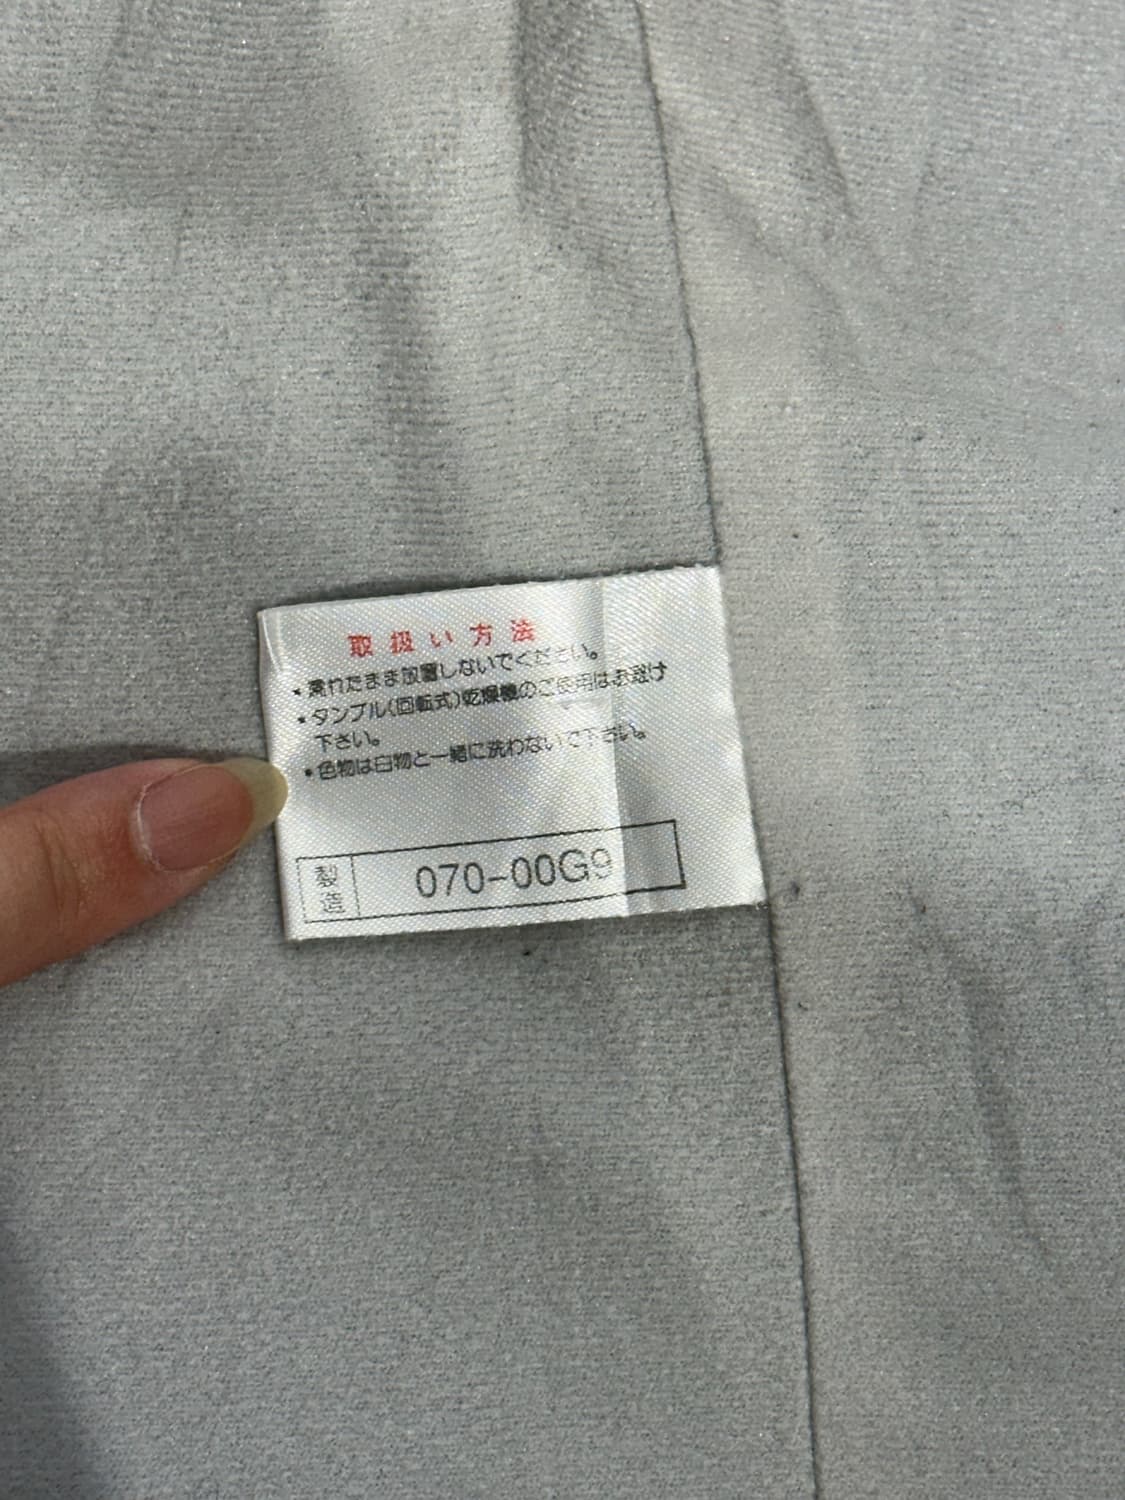 取扱い方法
・濡れたまま放置しないでください。
・タンブル(回転式)乾燥機のご使用はお避け
下さい。
・色物は白物と一緒に洗わないで下さい。
製造 070-00G9